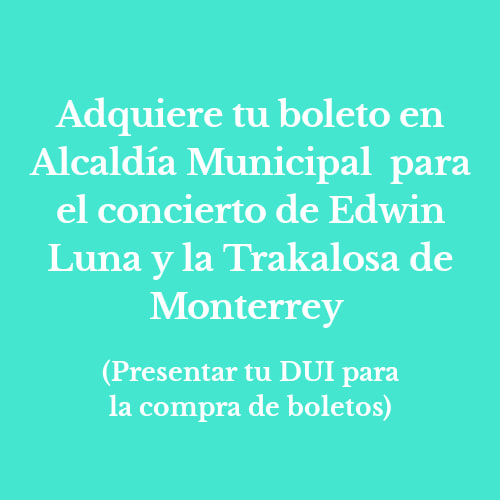 Adquiere tu boleto en
Alcaldía Municipal  para
el concierto de Edwin
Luna y la Trakalosa de
Monterrey
(Presentar tu DUI para
la compra de boletos)